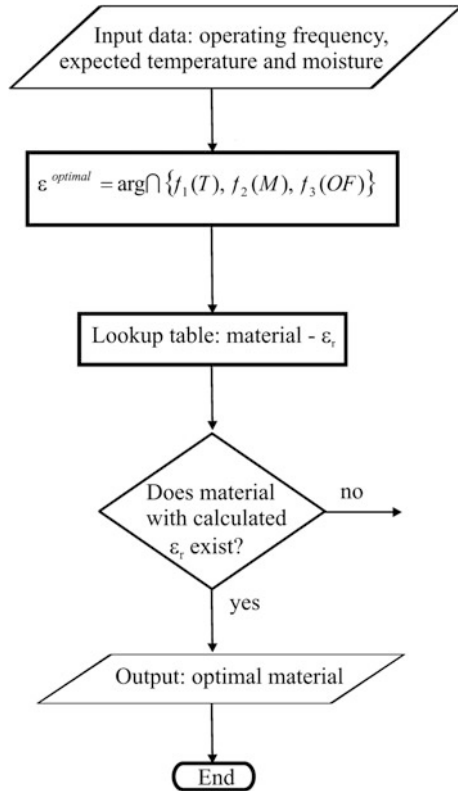 Input data: operating frequency,
expected temperature and moisture
ε optimal = arg∩{f₁(T), f₂(M), f₃(OF)}
Lookup table: material - εᵣ
Does material
with calculated
εᵣ exist?
no
yes
Output: optimal material
End